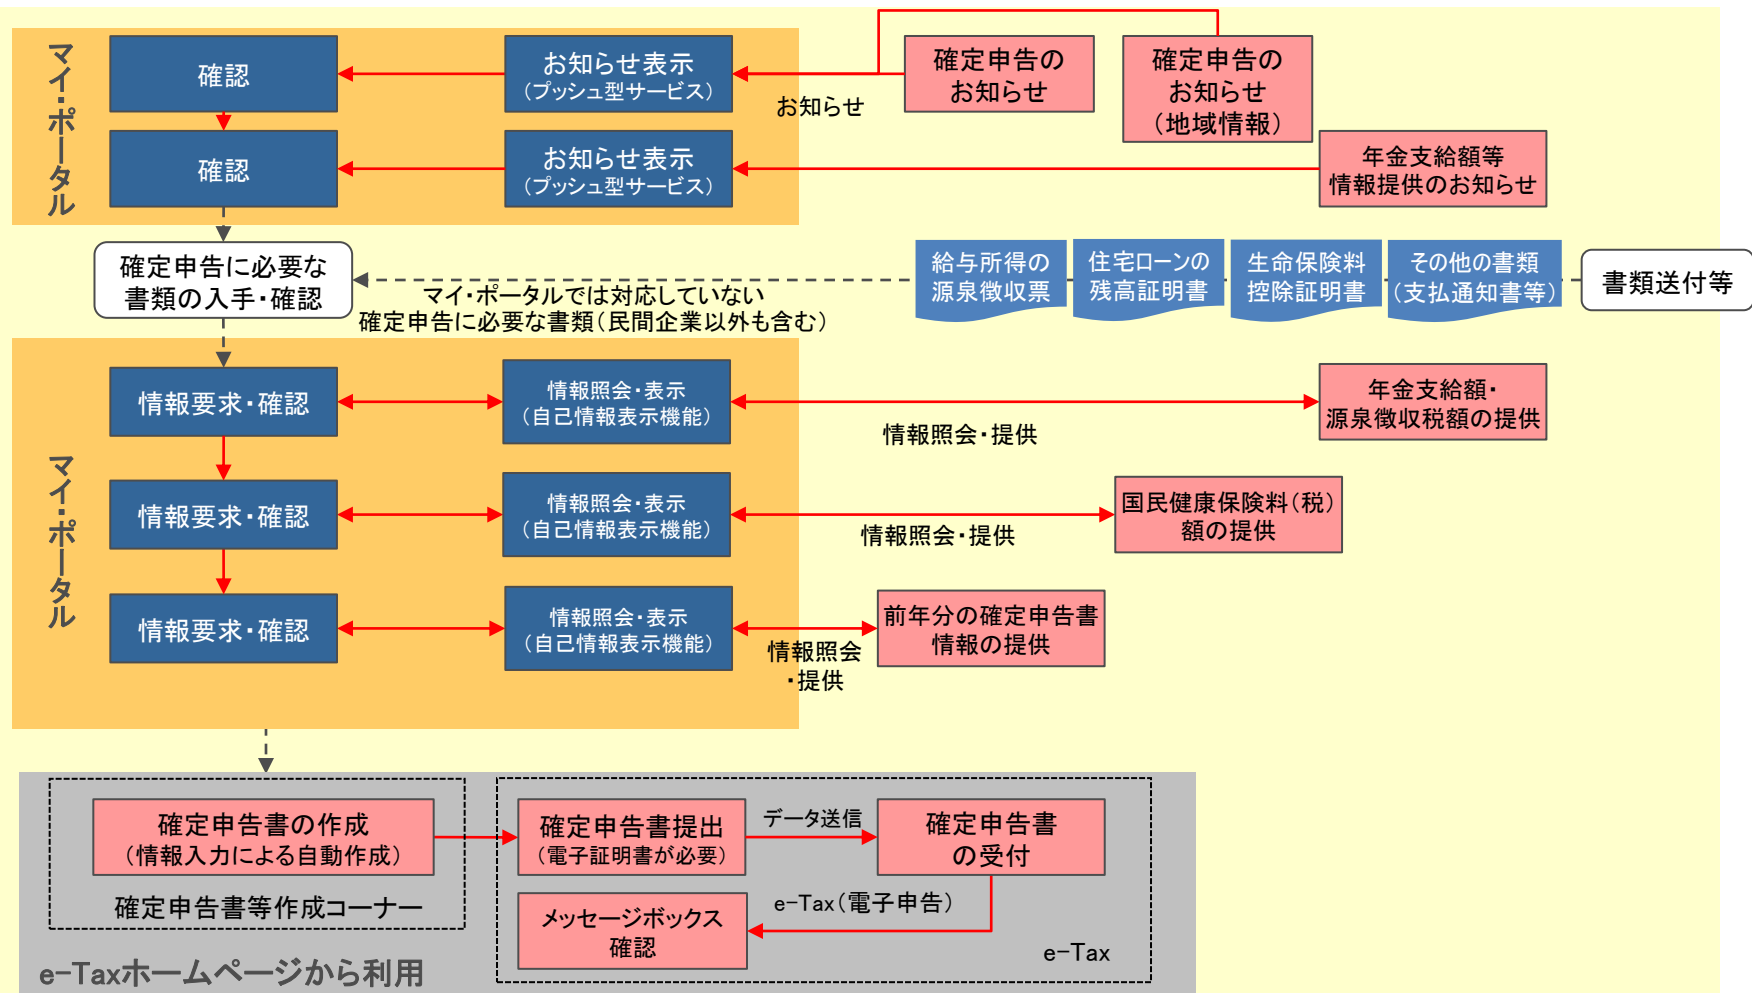 マイ・ポータル
確認
お知らせ表示
（プッシュ型サービス）
お知らせ
確定申告の
お知らせ
確定申告の
お知らせ
（地域情報）
確認
お知らせ表示
（プッシュ型サービス）
年金支給額等
情報提供のお知らせ
確定申告に必要な
書類の入手・確認
マイ・ポータルでは対応していない
確定申告に必要な書類（民間企業以外も含む）
給与所得の
源泉徴収票
住宅ローンの
残高証明書
生命保険料
控除証明書
その他の書類
（支払通知書等）
書類送付等
マイ・ポータル
情報要求・確認
情報照会・表示
（自己情報表示機能）
情報照会・提供
年金支給額・
源泉徴収税額の提供
情報要求・確認
情報照会・表示
（自己情報表示機能）
情報照会・提供
国民健康保険料（税）
額の提供
情報要求・確認
情報照会・表示
（自己情報表示機能）
情報照会
・提供
前年分の確定申告書
情報の提供
確定申告書の作成
（情報入力による自動作成）
確定申告書等作成コーナー
確定申告書提出
（電子証明書が必要）
データ送信
確定申告書
の受付
e-Tax（電子申告）
メッセージボックス
確認
e-Tax
e-Taxホームページから利用